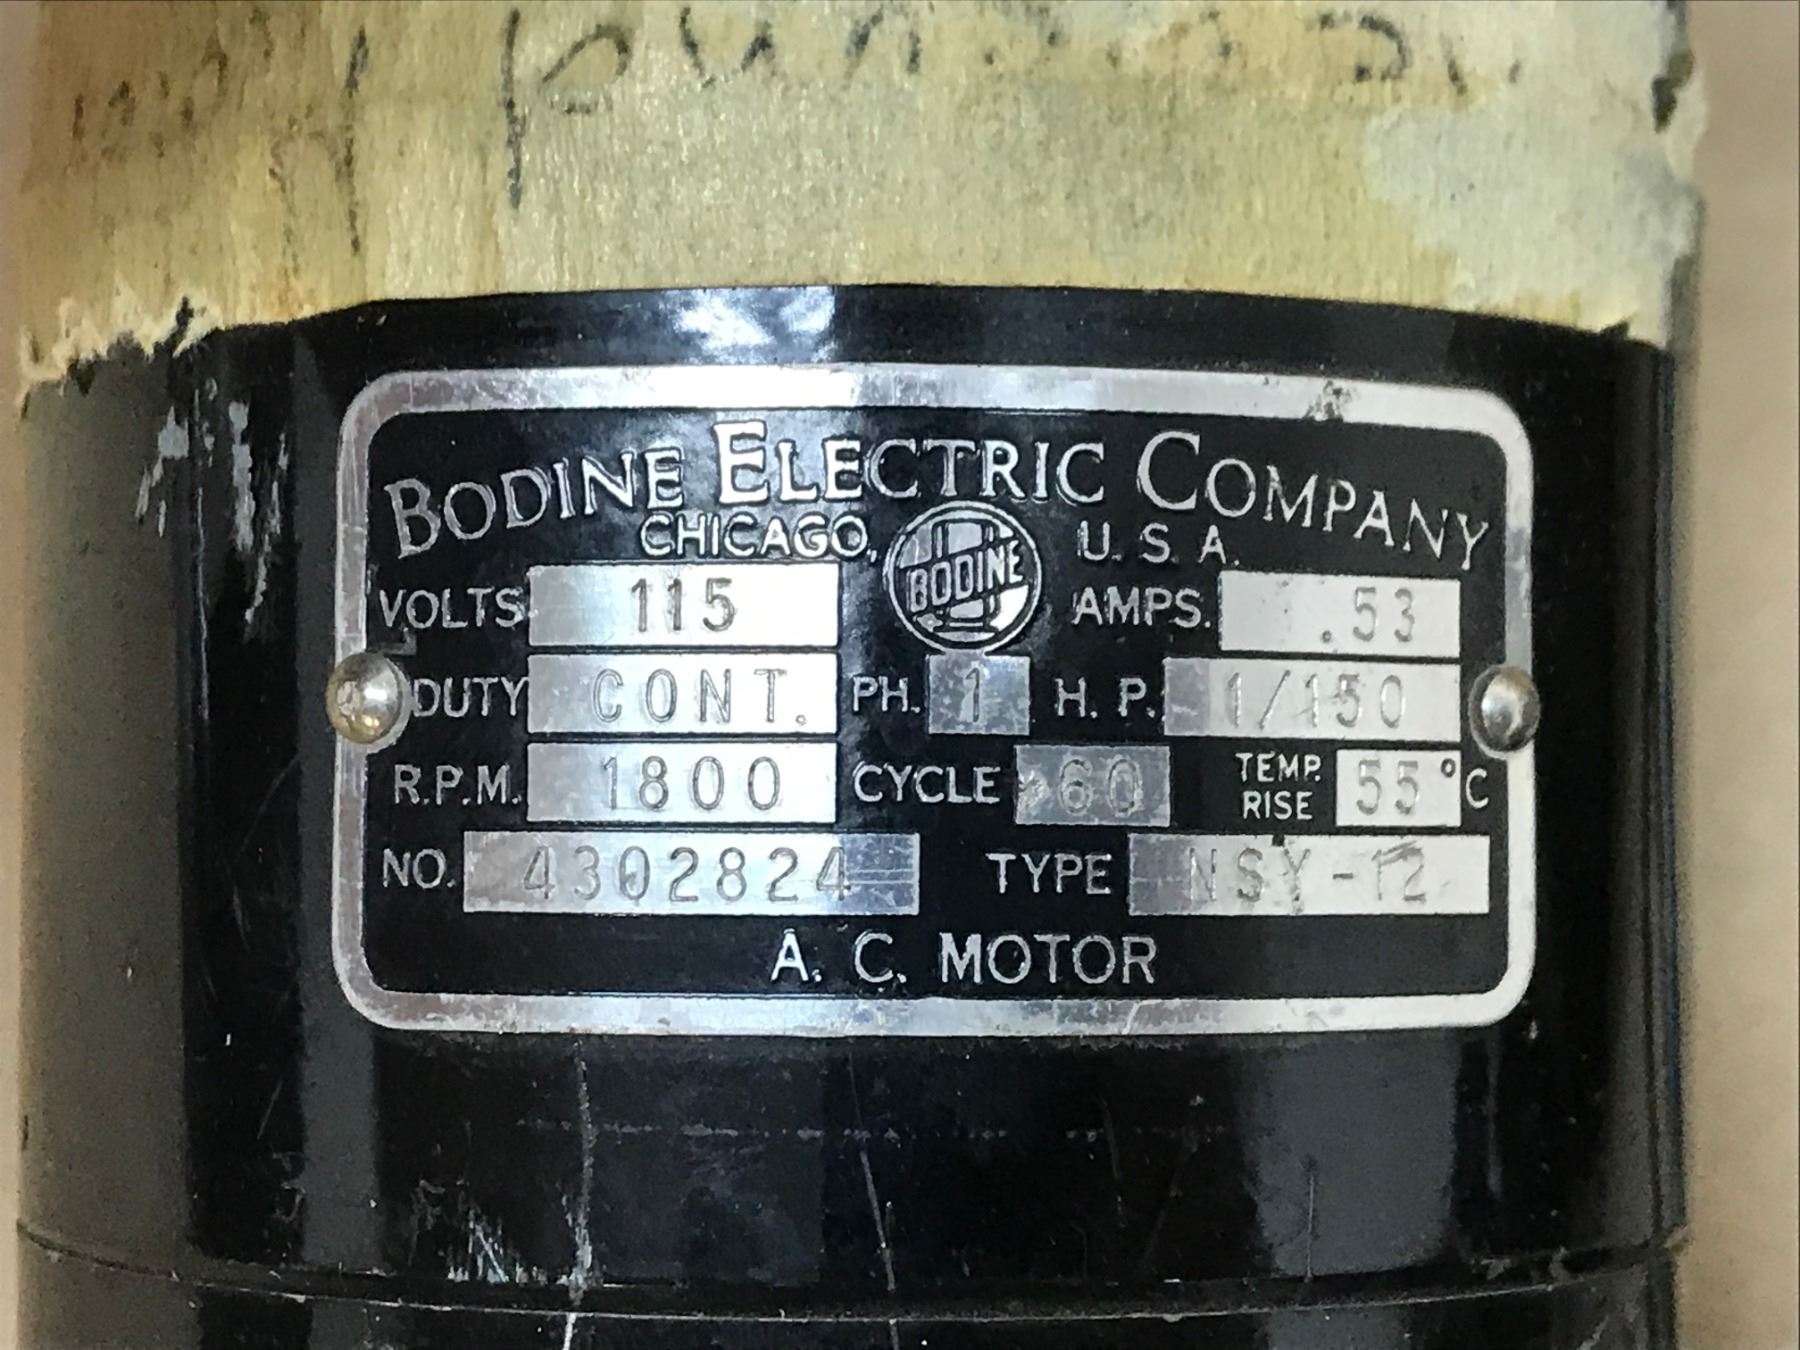 BODINE ELECTRIC COMPANY
CHICAGO, BODINE U. S. A.
VOLTS 115 AMPS. .53
DUTY CONT. PH. 1 H. P. 1/150
R.P.M. 1800 CYCLE 60 TEMP. RISE 55°C
NO. 4302824 TYPE NSY-12
A. C. MOTOR